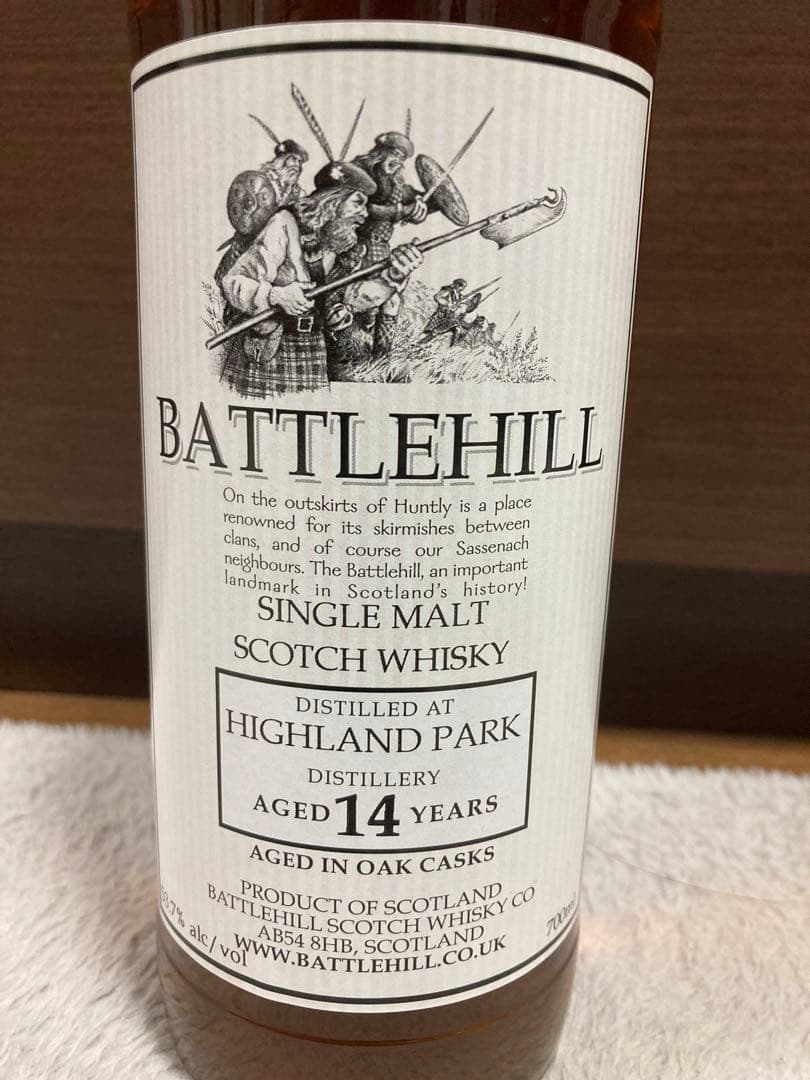 BATTLEHILL
On the outskirts of Huntly is a place
renowned for its skirmishes between
clans, and of course our Sassenach
neighbours. The Battlehill, an important
landmark in Scotland's history!
SINGLE MALT
SCOTCH WHISKY
DISTILLED AT
HIGHLAND PARK
DISTILLERY
AGED 14 YEARS
AGED IN OAK CASKS
PRODUCT OF SCOTLAND
BATTLEHILL SCOTCH WHISKY CO
AB54 8HB, SCOTLAND
WWW.BATTLEHILL.CO.UK
alc/vol